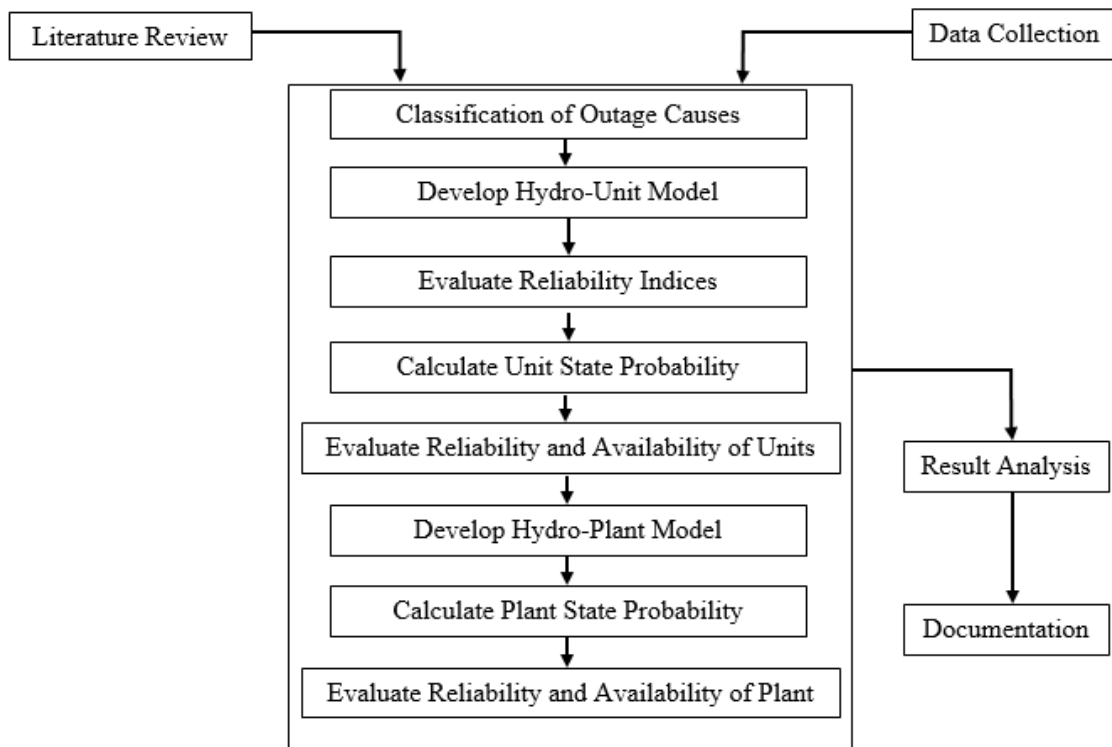 Literature Review
Data Collection
Classification of Outage Causes
Develop Hydro-Unit Model
Evaluate Reliability Indices
Calculate Unit State Probability
Evaluate Reliability and Availability of Units
Develop Hydro-Plant Model
Calculate Plant State Probability
Evaluate Reliability and Availability of Plant
Result Analysis
Documentation